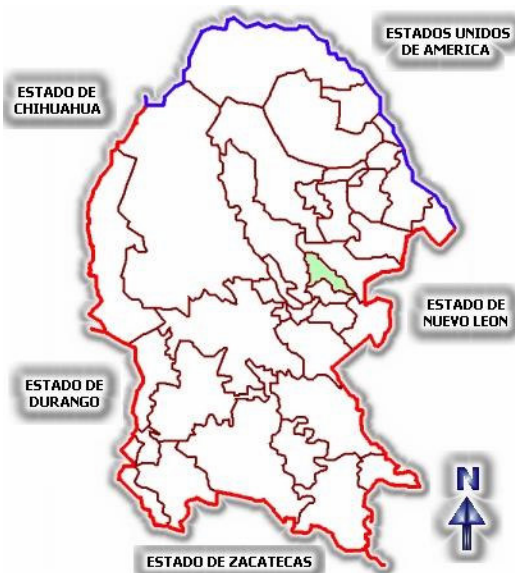 ESTADOS UNIDOS
DE AMERICA
ESTADO DE
CHIHUAHUA
ESTADO DE
NUEVO LEON
ESTADO DE
DURANGO
N
ESTADO DE ZACATECAS